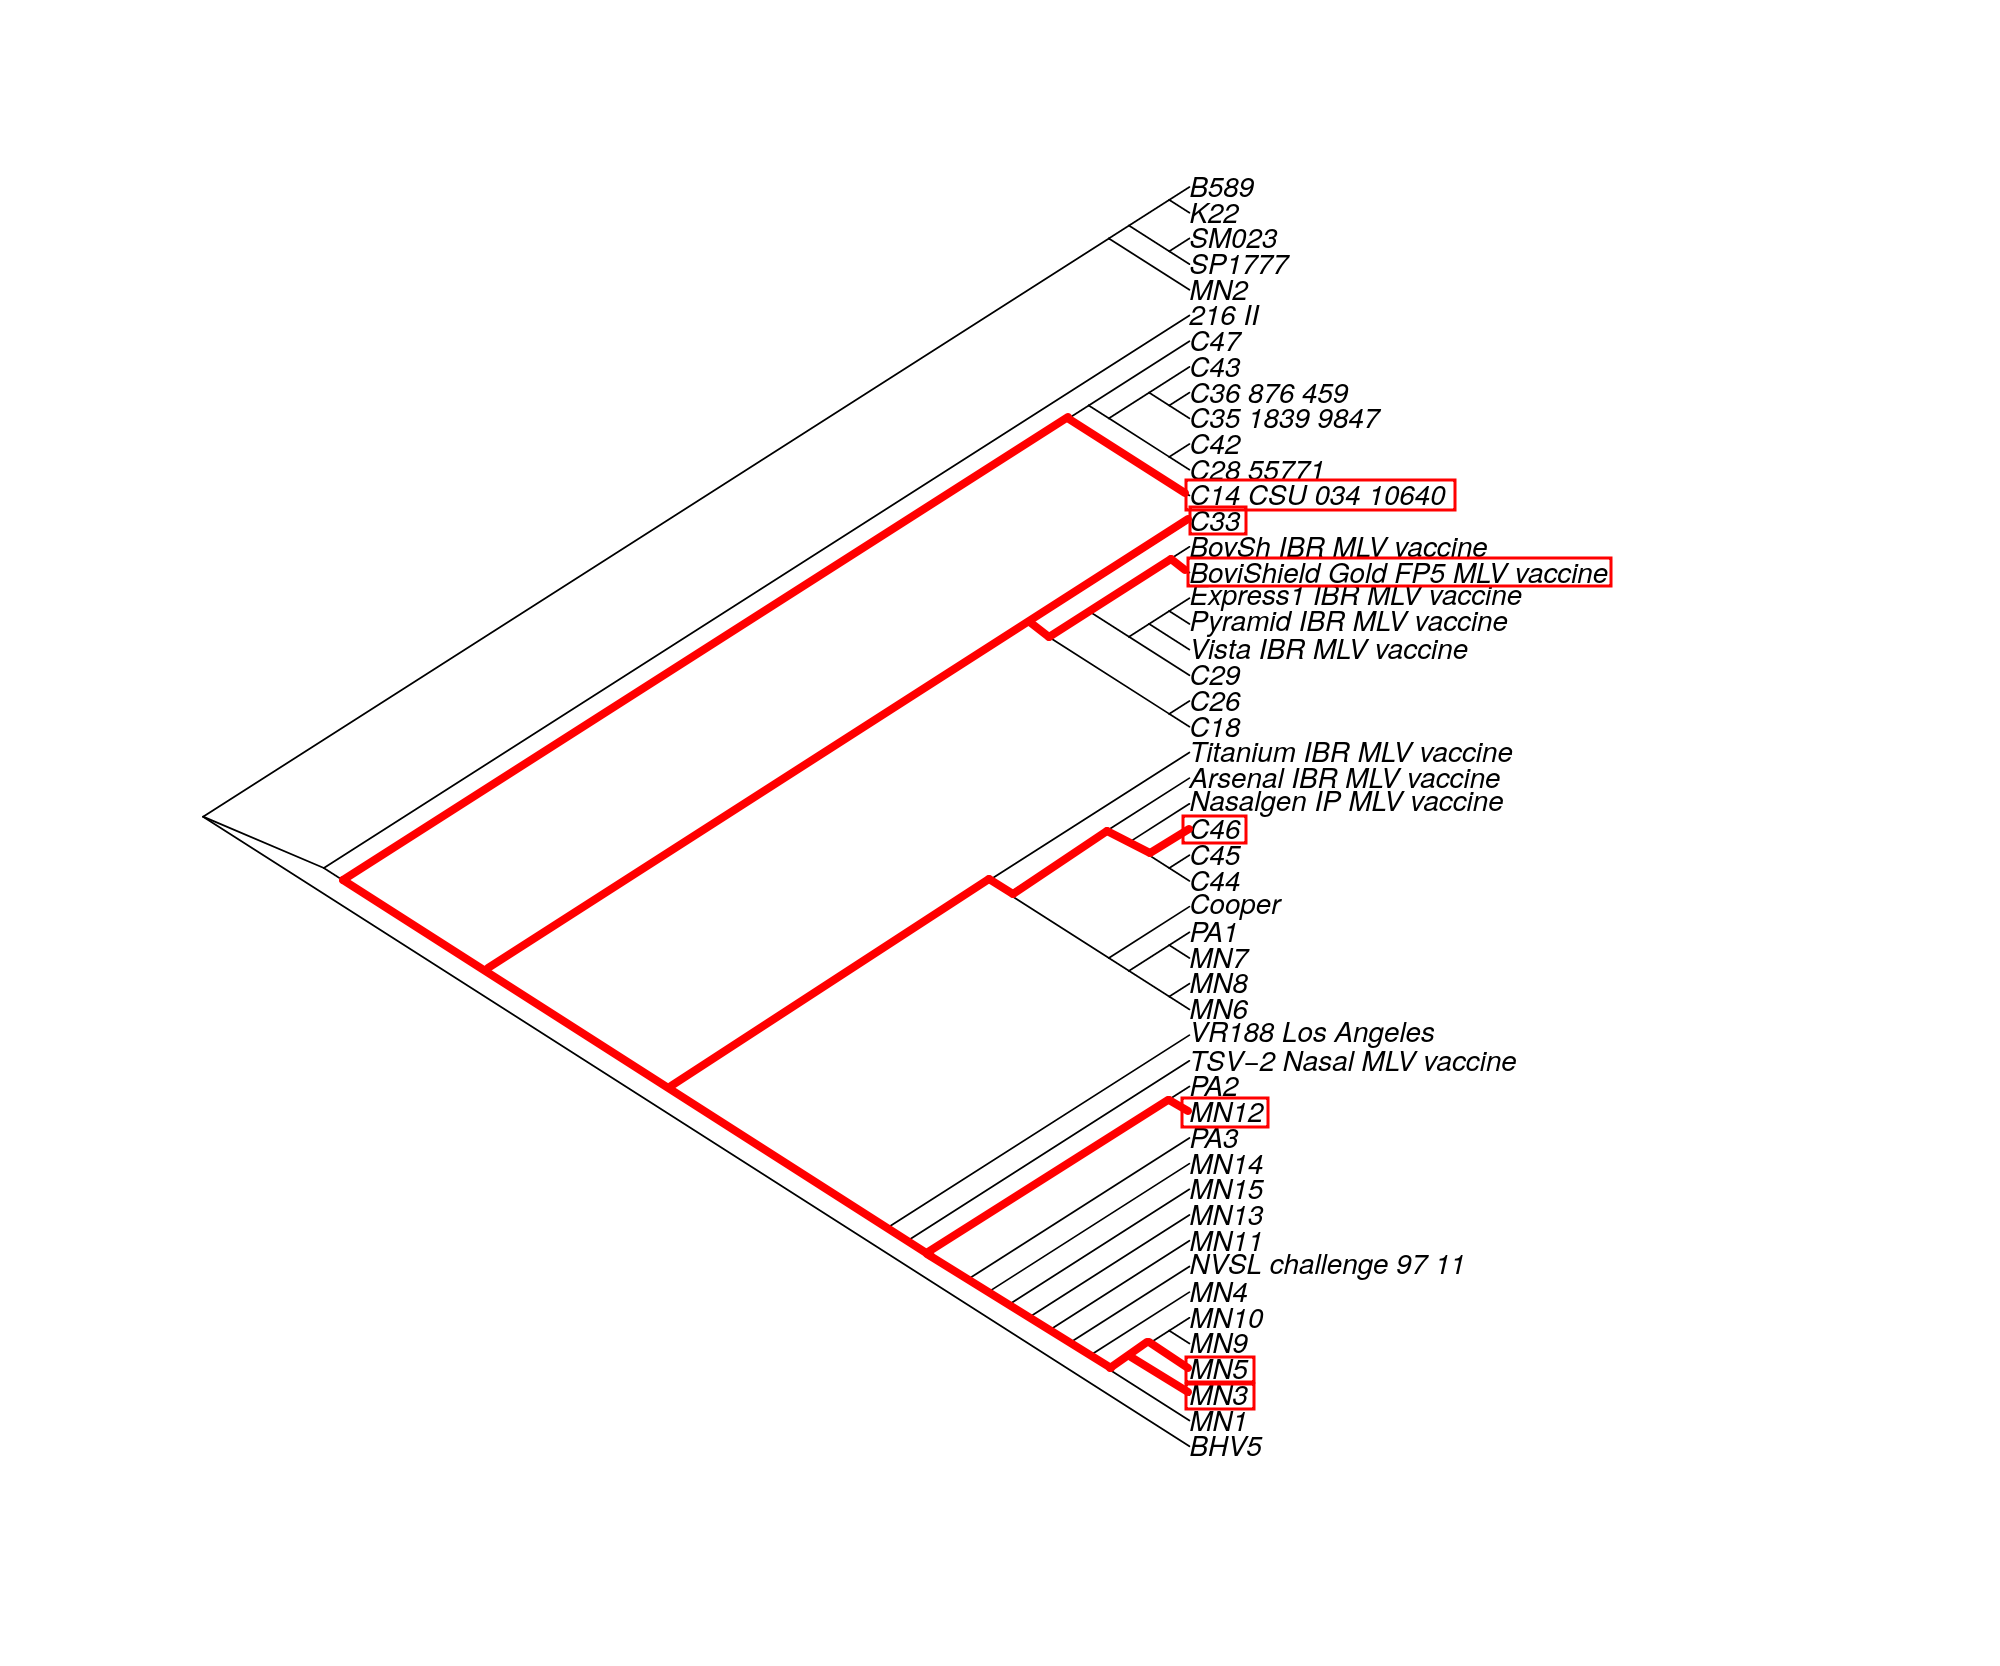 B589
K22
SM023
SP1777
MN2
216 II
C47
C43
C36 876 459
C35 1839 9847
C42
C28 55771
C14 CSU 034 10640
C33
BovSh IBR MLV vaccine
BoviShield Gold FP5 MLV vaccine
Express1 IBR MLV vaccine
Pyramid IBR MLV vaccine
Vista IBR MLV vaccine
C29
C26
C18
Titanium IBR MLV vaccine
Arsenal IBR MLV vaccine
Nasalgen IP MLV vaccine
C46
C45
C44
Cooper
PA1
MN7
MN8
MN6
VR188 Los Angeles
TSV−2 Nasal MLV vaccine
PA2
MN12
PA3
MN14
MN15
MN13
MN11
NVSL challenge 97 11
MN4
MN10
MN9
MN5
MN3
MN1
BHV5